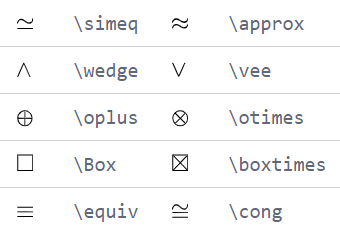 ≃ \simeq ≈ \approx
∧ \wedge ∨ \vee
⊕ \oplus ⊗ \otimes
□ \Box ⊠ \boxtimes
≡ \equiv ≅ \cong